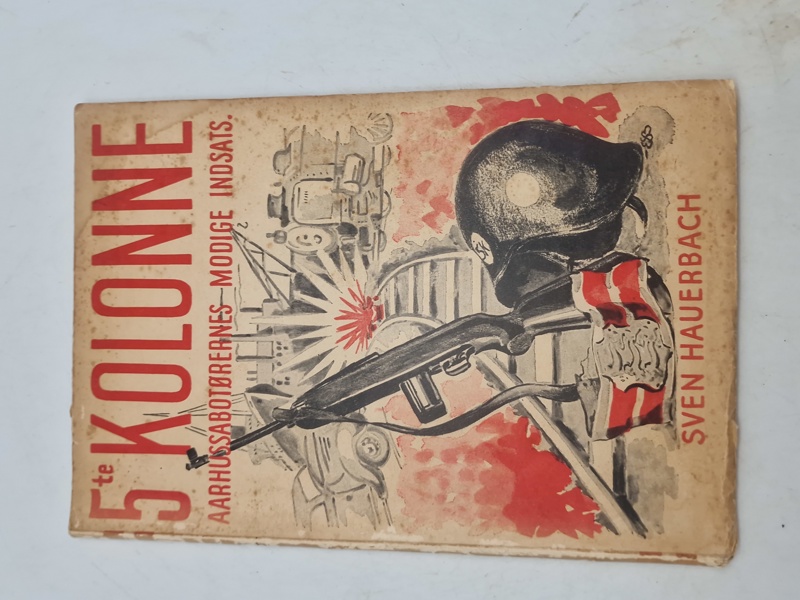 5te KOLONNE
AARHUSSABOTØRERNES MODIGE INDSATS.
SVEN HAUERBACH